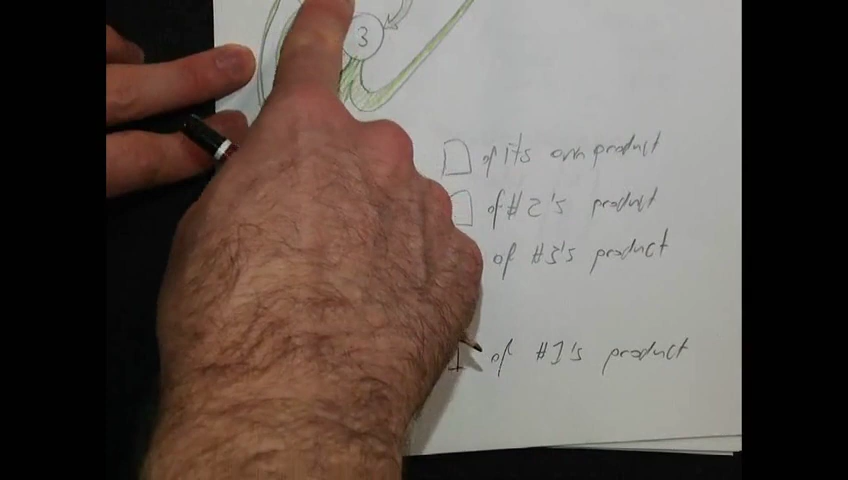 3
of its own product
of #2's product
of #3's product
of #1's product